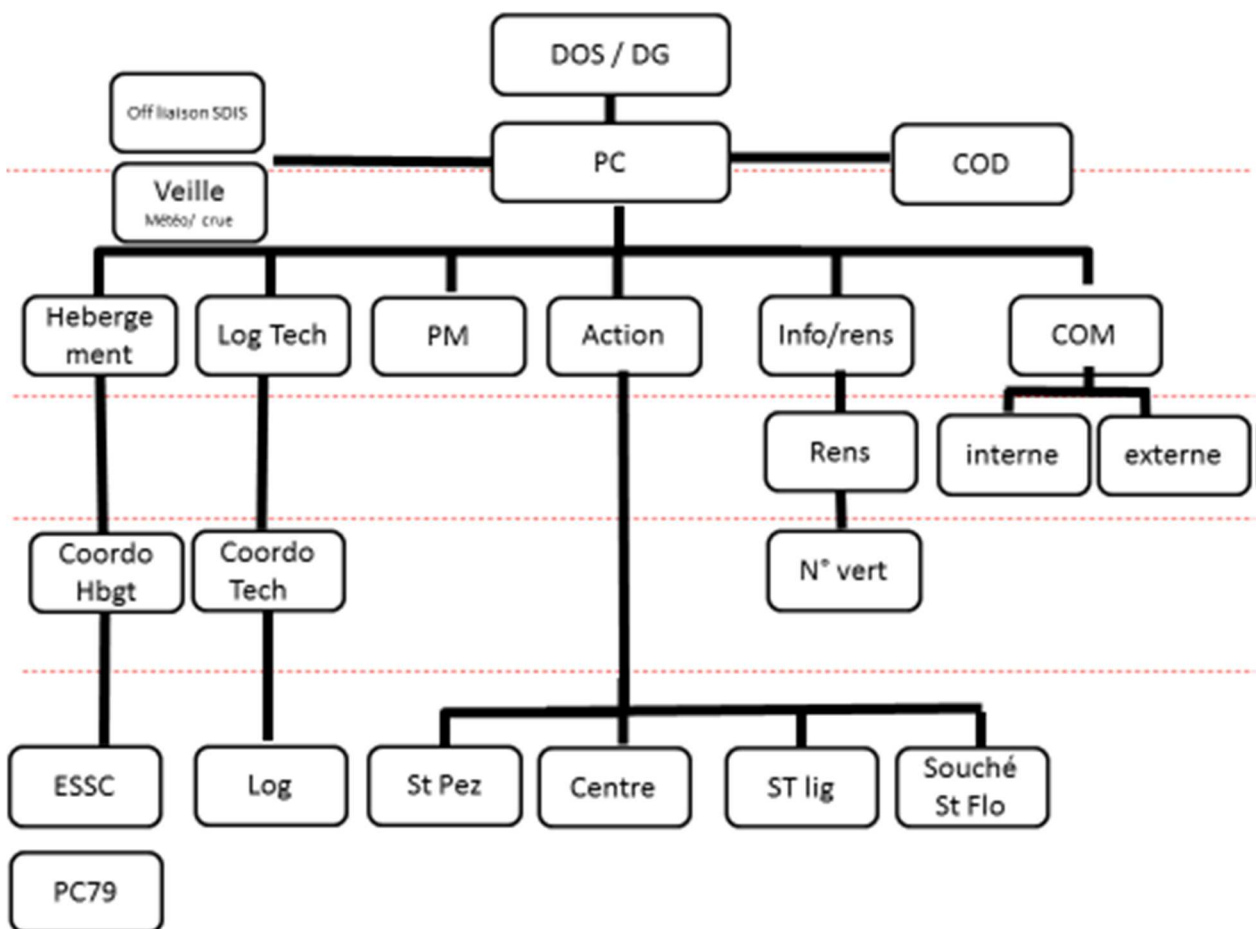 DOS / DG
Off liaison SDIS
PC
COD
Veille
Météo/ crue
Heberge
ment
Log Tech
PM
Action
Info/rens
COM
Rens
interne
externe
Coordo
Hbgt
Coordo
Tech
N° vert
ESSC
Log
St Pez
Centre
ST lig
Souché
St Flo
PC79